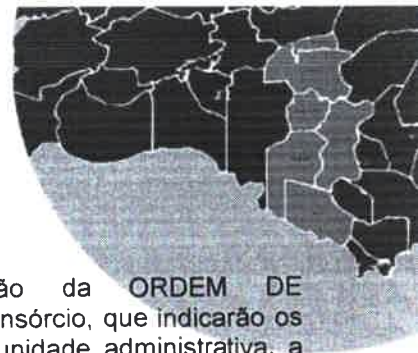 ão da ORDEM DE
nsórcio, que indicarão os
unidade administrativa, a